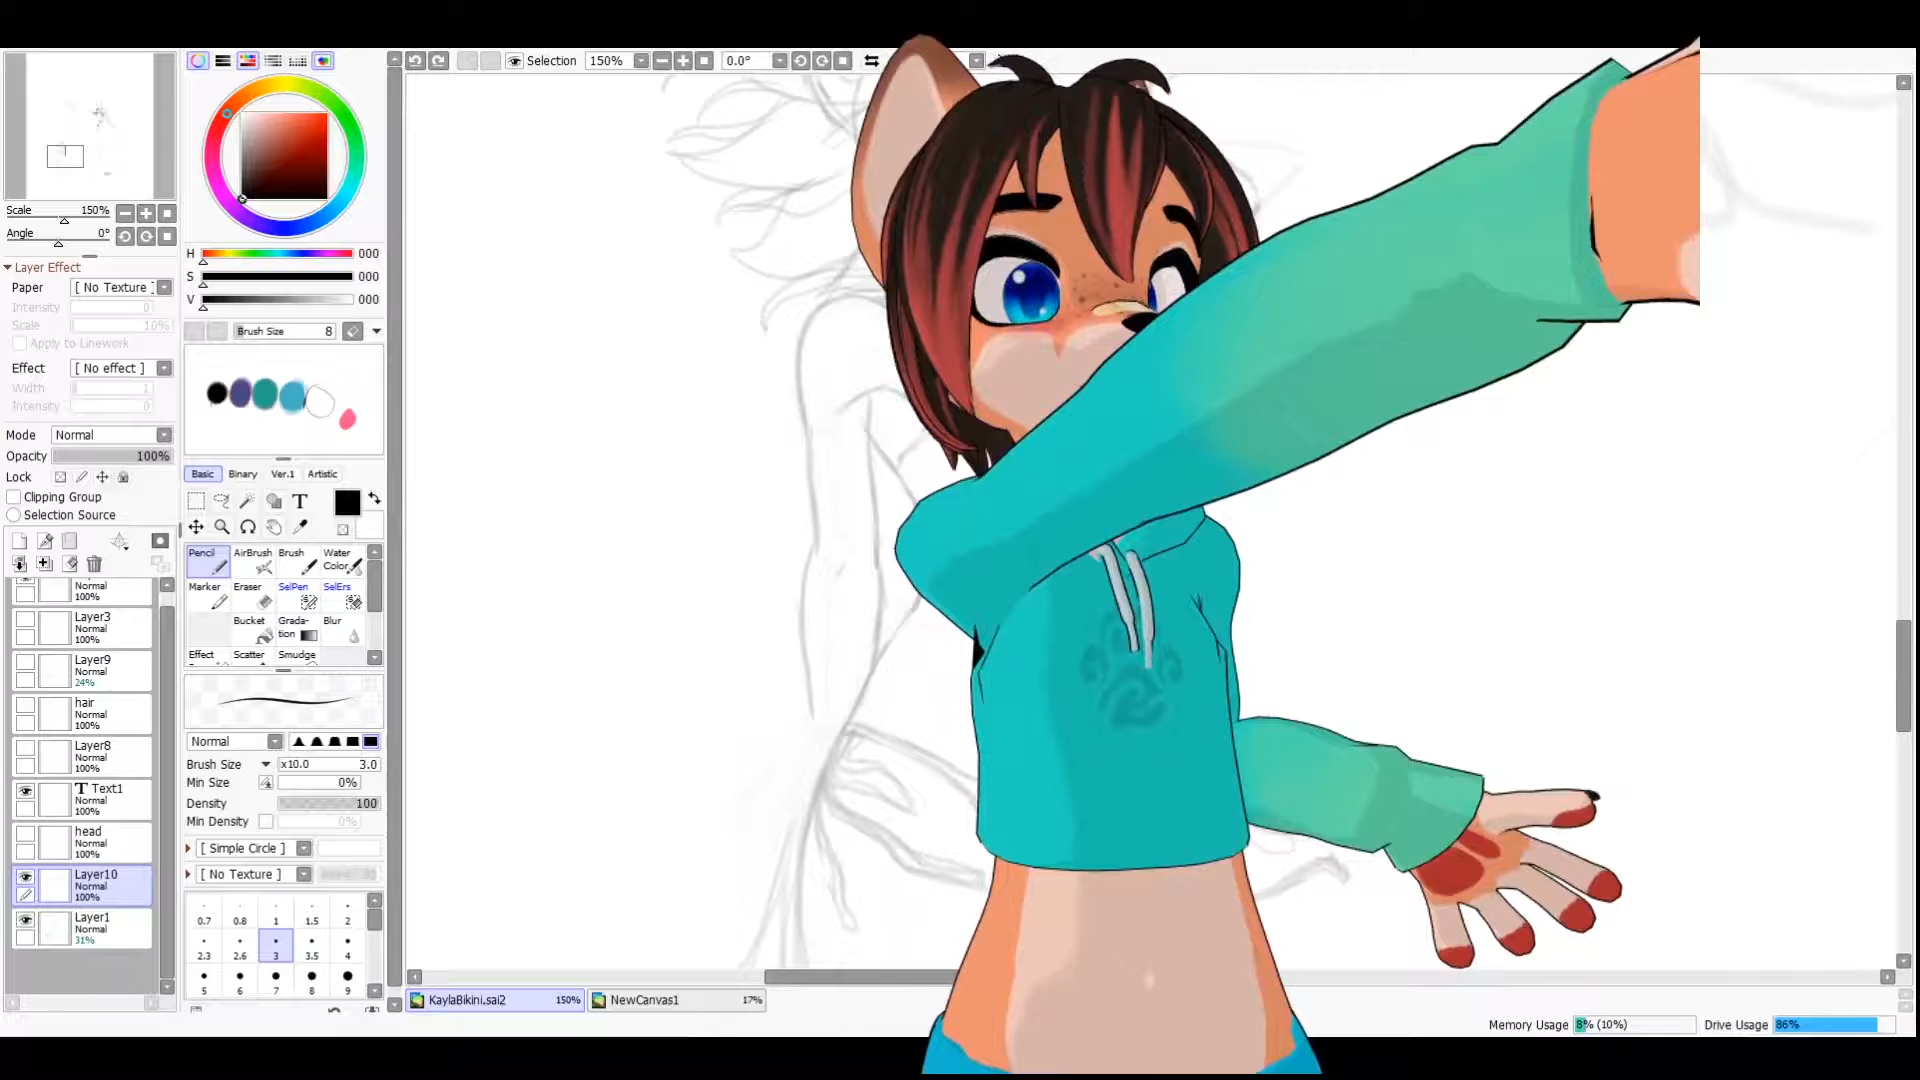 Scale 150%
Angle 0°
Layer Effect
Paper [ No Texture ]
Intensity 0
Scale 10%
Apply to Linework
Effect [ No effect ]
Width 1
Intensity 0
Mode Normal
Opacity 100%
Lock
Clipping Group
Selection Source
Normal
100%
Layer3
Normal
100%
Layer9
Normal
24%
hair
Normal
100%
Layer8
Normal
100%
T Text1
Normal
100%
head
Normal
100%
Layer10
Normal
100%
Layer1
Normal
31%
H 000
S 000
V 000
Brush Size 8
Basic Binary Ver.1 Artistic
T
Pencil AirBrush Brush Water Color
Marker Eraser SelPen SelErs
Bucket Grada-tion Blur
Effect Scatter Smudge
Normal
Brush Size x10.0 3.0
Min Size 0%
Density 100
Min Density 0%
[ Simple Circle ]
[ No Texture ]
0.7 0.8 1 1.5 2
2.3 2.6 3 3.5 4
5 6 7 8 9
Selection 150% 0.0°
KaylaBikini.sai2 150% NewCanvas1 17%
Memory Usage 8% (10%) Drive Usage 86%